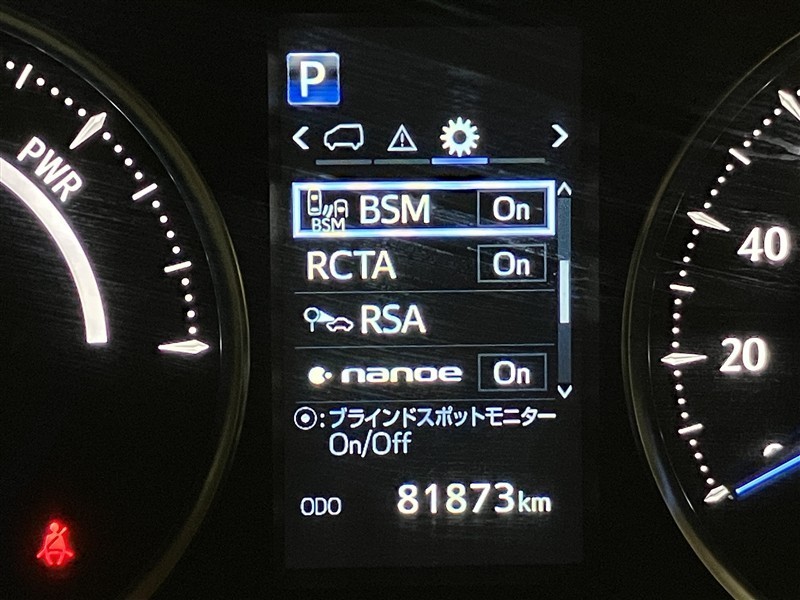 P
PWR
BSM BSM On
RCTA On
RSA
nanoe On
:ブラインドスポットモニター
On/Off
ODO 81873km
40
20